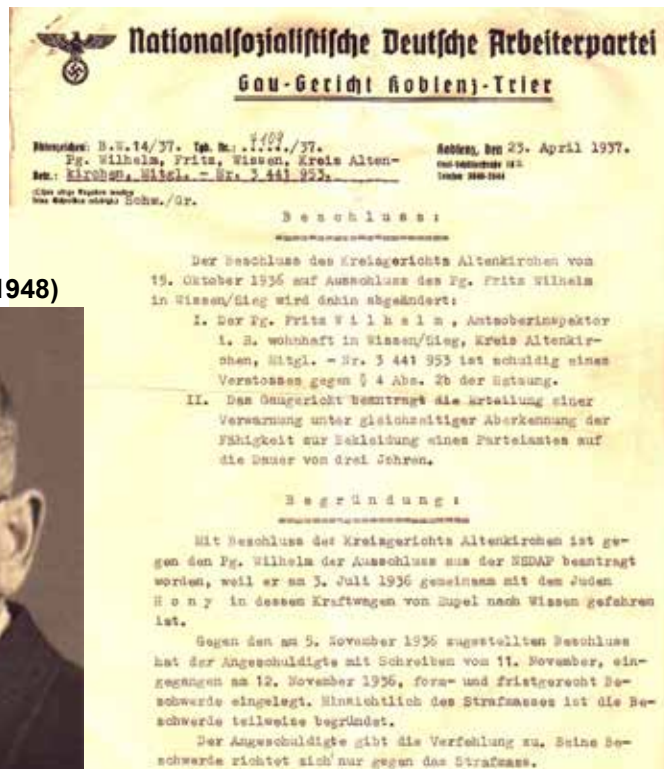 Nationalsozialistische Deutsche Arbeiterpartei
Gau-Gericht Koblenz-Trier
Aktenzeichen: B.W.14/37. Tgb. Nr.: 4109/37.
Pg. Wilhelm, Fritz, Wissen, Kreis Alten-
Betr.: kirchen, Mitgl. - Nr. 3 441 953.
Schm./Gr.
Koblenz, den 23. April 1937.
Beschluss:
Der Beschluss des Kreisgerichts Altenkirchen vom
15. Oktober 1936 auf Ausschluss des Pg. Fritz Wilhelm
in Wissen/Sieg wird dahin abgeändert:
I. Der Pg. Fritz Wilhelm, Amtsoberinspektor
i. R. wohnhaft in Wissen/Sieg, Kreis Altenkir-
chen, Mitgl. - Nr. 3 441 953 ist schuldig eines
Verstosses gegen § 4 Abs. 2b der Satzung.
II. Das Gaugericht beantragt die Erteilung einer
Verwarnung unter gleichzeitiger Aberkennung der
Fähigkeit zur Bekleidung eines Parteiamtes auf
die Dauer von drei Jahren.
Begründung:
Mit Beschluss des Kreisgerichts Altenkirchen ist ge-
gen den Pg. Wilhelm der Ausschluss aus der NSDAP beantragt
worden, weil er am 3. Juli 1936 gemeinsam mit dem Juden
Hony in dessen Kraftwagen von nach Wissen gefahren
ist.
Gegen den am 5. November 1936 zugestellten Beschluss
hat der Angeschuldigte mit Schreiben vom 11. November, ein-
gegangen am 12. November 1936, form- und fristgerecht Be-
schwerde eingelegt. Hinsichtlich des Strafmasses ist die Be-
schwerde teilweise begründet.
Der Angeschuldigte gibt die Verfehlung zu. Seine Be-
schwerde richtet sich nur gegen das Strafmass.
1948)